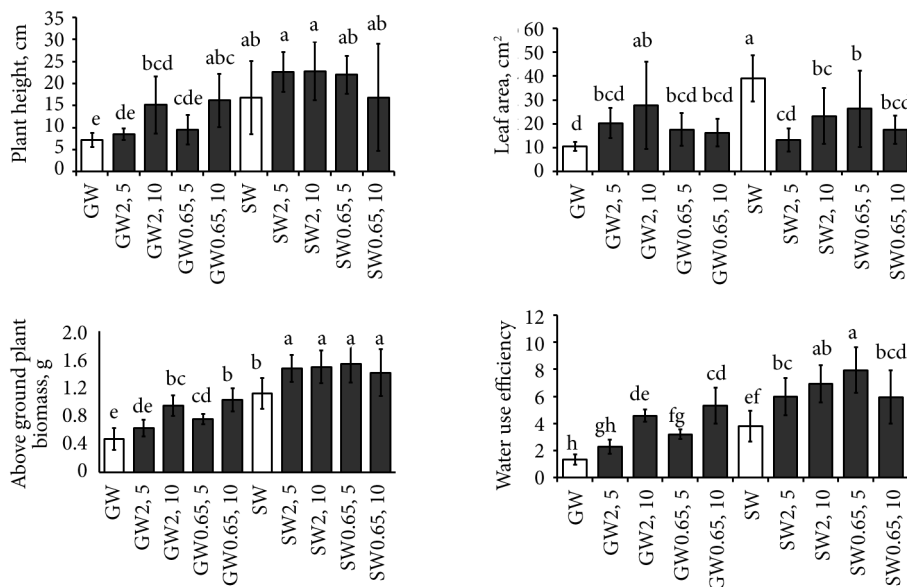 Plant height, cm
35
30
25
20
15
10
5
0
e
de
bcd
cde
abc
ab
a
a
ab
ab
GW
GW2, 5
GW2, 10
GW0.65, 5
GW0.65, 10
SW
SW2, 5
SW2, 10
SW0.65, 5
SW0.65, 10
Leaf area, cm²
60
50
40
30
20
10
0
d
bcd
ab
bcd
bcd
a
cd
bc
b
bcd
GW
GW2, 5
GW2, 10
GW0.65, 5
GW0.65, 10
SW
SW2, 5
SW2, 10
SW0.65, 5
SW0.65, 10
Above ground plant
biomass, g
2.0
1.6
1.2
0.8
0.4
0
e
de
bc
cd
b
b
a
a
a
a
GW
GW2, 5
GW2, 10
GW0.65, 5
GW0.65, 10
SW
SW2, 5
SW2, 10
SW0.65, 5
SW0.65, 10
Water use efficiency
12
10
8
6
4
2
0
h
gh
de
fg
cd
ef
bc
ab
a
bcd
GW
GW2, 5
GW2, 10
GW0.65, 5
GW0.65, 10
SW
SW2, 5
SW2, 10
SW0.65, 5
SW0.65, 10